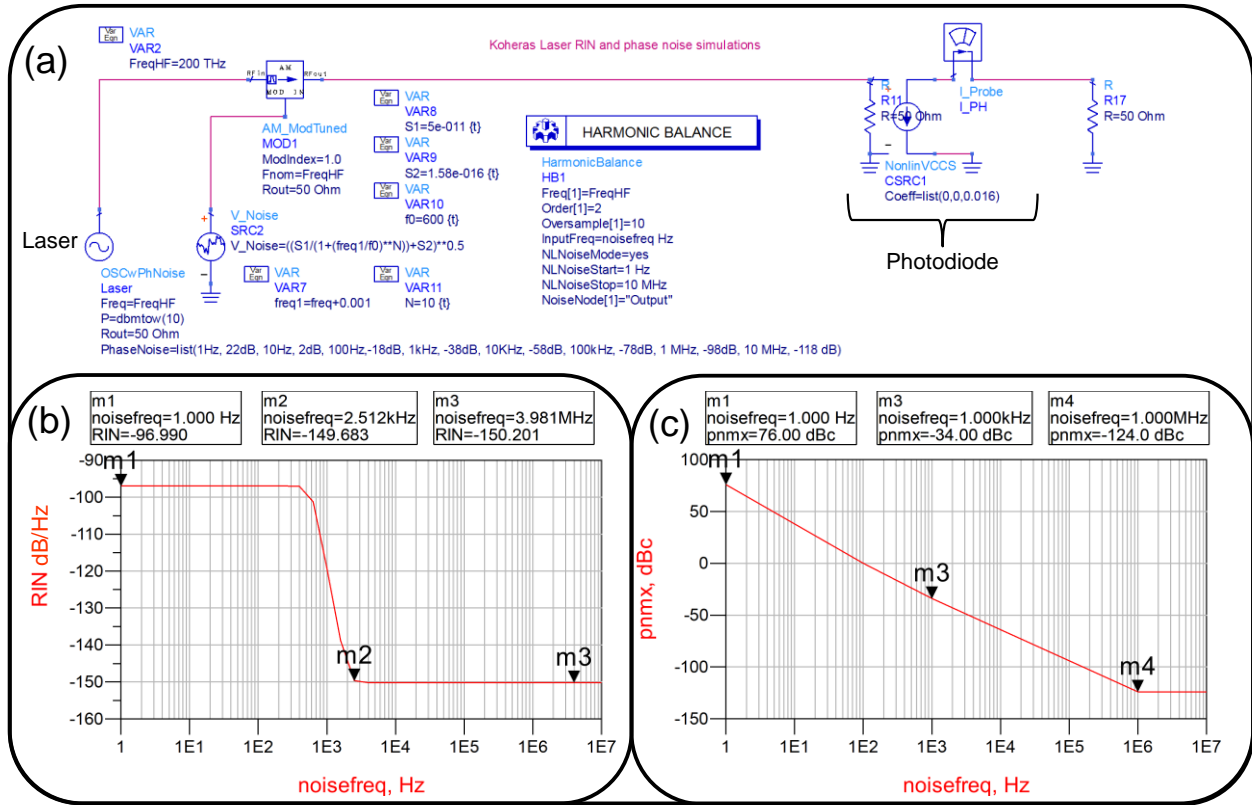 (a)
Var
Eqn
VAR
VAR2
FreqHF=200 THz
Koheras Laser RIN and phase noise simulations
RFin
AM
RFout
MOD IN
AM_ModTuned
MOD1
ModIndex=1.0
Fnom=FreqHF
Rout=50 Ohm
Var
Eqn
VAR
VAR8
S1=5e-011 {t}
Var
Eqn
VAR
VAR9
S2=1.58e-016 {t}
Var
Eqn
VAR
VAR10
f0=600 {t}
HARMONIC BALANCE
HarmonicBalance
HB1
Freq[1]=FreqHF
Order[1]=2
Oversample[1]=10
InputFreq=noisefreq Hz
NLNoiseMode=yes
NLNoiseStart=1 Hz
NLNoiseStop=10 MHz
NoiseNode[1]="Output"
R
R11
R=50 Ohm
I_Probe
I_PH
R
R17
R=50 Ohm
NonlinVCCS
CSRC1
Coeff=list(0,0,0.016)
Photodiode
Laser
V_Noise
SRC2
V_Noise=((S1/(1+(freq1/f0)**N))+S2)**0.5
Var
Eqn
VAR
VAR7
freq1=freq+0.001
Var
Eqn
VAR
VAR11
N=10 {t}
OSCwPhNoise
Laser
Freq=FreqHF
P=dbmtow(10)
Rout=50 Ohm
PhaseNoise=list(1Hz, 22dB, 10Hz, 2dB, 100Hz,-18dB, 1kHz, -38dB, 10KHz, -58dB, 100kHz, -78dB, 1 MHz, -98dB, 10 MHz, -118 dB)
(b)
m1
noisefreq=1.000 Hz
RIN=-96.990
m2
noisefreq=2.512kHz
RIN=-149.683
m3
noisefreq=3.981MHz
RIN=-150.201
-90
-100
-110
-120
-130
-140
-150
-160
RIN dB/Hz
m1
m2
m3
1 1E1 1E2 1E3 1E4 1E5 1E6 1E7
noisefreq, Hz
(c)
m1
noisefreq=1.000 Hz
pnmx=76.00 dBc
m3
noisefreq=1.000kHz
pnmx=-34.00 dBc
m4
noisefreq=1.000MHz
pnmx=-124.0 dBc
100
50
0
-50
-100
-150
pnmx, dBc
m1
m3
m4
1 1E1 1E2 1E3 1E4 1E5 1E6 1E7
noisefreq, Hz